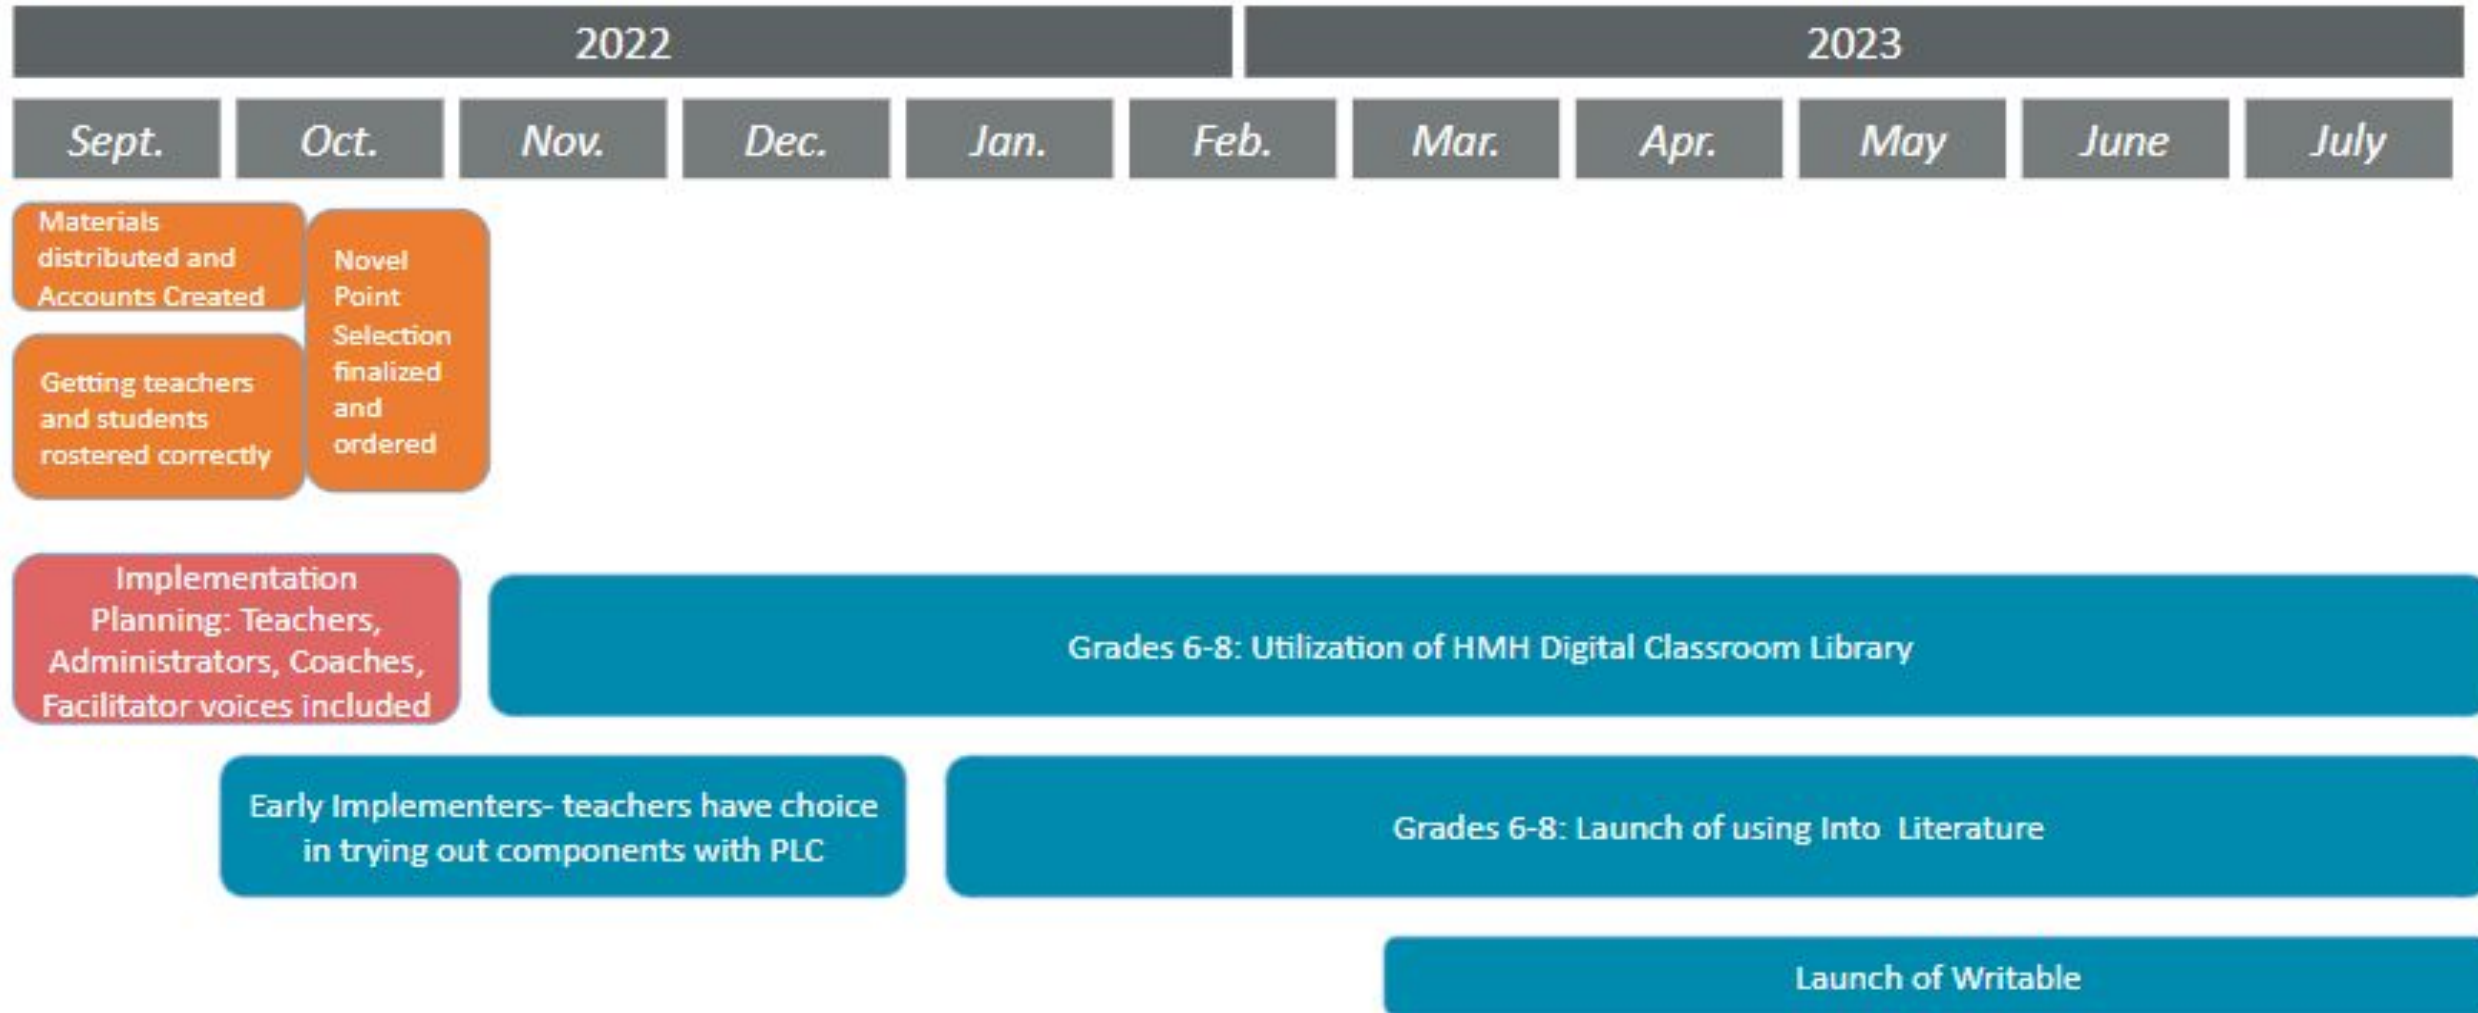 2022
2023
Sept.
Oct.
Nov.
Dec.
Jan.
Feb.
Mar.
Apr.
May
June
July
Materials
distributed and
Accounts Created
Novel
Point
Selection
finalized
and
ordered
Getting teachers
and students
rostered correctly
Implementation
Planning: Teachers,
Administrators, Coaches,
Facilitator voices included
Grades 6-8: Utilization of HMH Digital Classroom Library
Early Implementers- teachers have choice
in trying out components with PLC
Grades 6-8: Launch of using Into  Literature
Launch of Writable